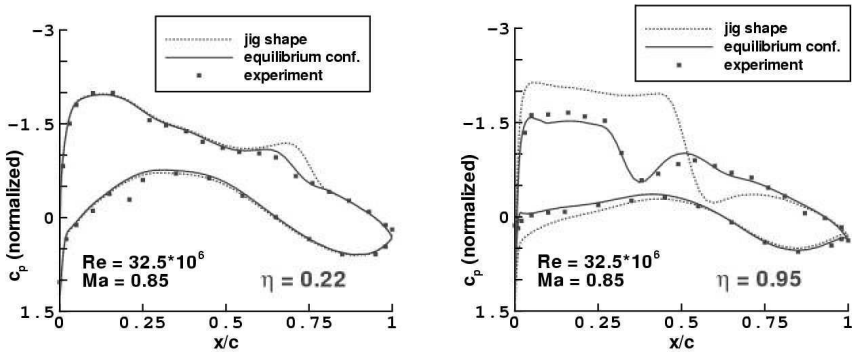 jig shape
equilibrium conf.
experiment
-3
-1.5
0
1.5
cp (normalized)
Re = 32.5*10^6
Ma = 0.85
η = 0.22
0
0.25
0.5
0.75
1
x/c
jig shape
equilibrium conf.
experiment
-3
-1.5
0
1.5
cp (normalized)
Re = 32.5*10^6
Ma = 0.85
η = 0.95
0
0.25
0.5
0.75
1
x/c